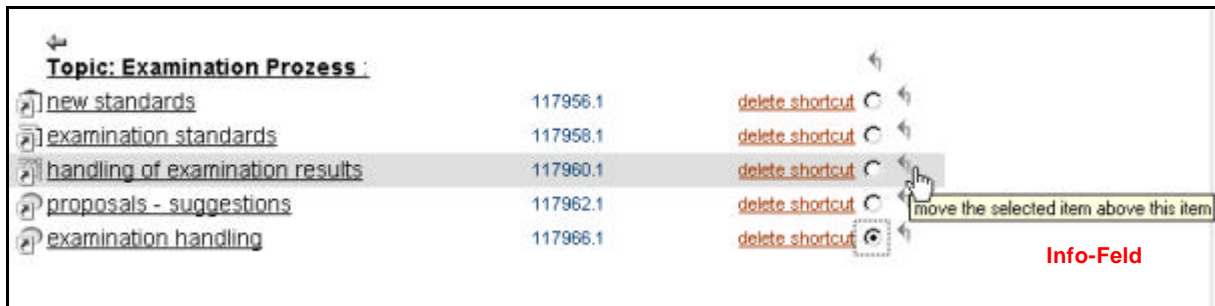 Topic: Examination Prozess :
new standards 117956.1 delete shortcut
examination standards 117958.1 delete shortcut
handling of examination results 117960.1 delete shortcut
proposals - suggestions 117962.1 delete shortcut
move the selected item above this item
examination handling 117966.1 delete shortcut
Info-Feld